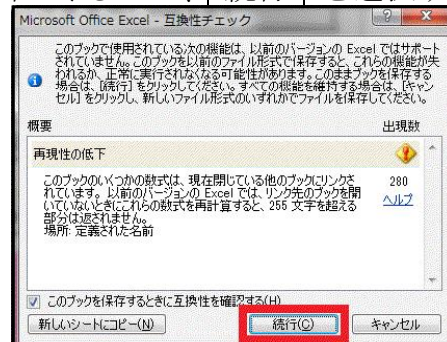 Microsoft Office Excel - 互換性チェック
このブックで使用されている次の機能は、以前のバージョンの Excel ではサポート
されていません。このブックを以前のファイル形式で保存すると、これらの機能が失
われるか、正常に実行されなくなる可能性があります。このままブックを保存する
場合は、[続行] をクリックしてください。すべての機能を維持する場合は、[キャン
セル] をクリックし、新しいファイル形式のいずれかでファイルを保存してください。
概要 出現数
再現性の低下
このブックのいくつかの数式は、現在閉じている他のブックにリンクさ 280
れています。以前のバージョンの Excel では、リンク先のブックを開 ヘルプ
いていないときにこれらの数式を再計算すると、255 文字を超える
部分は返されません。
場所: 定義された名前
このブックを保存するときに互換性を確認する(H)
新しいシートにコピー(N) 続行(C) キャンセル